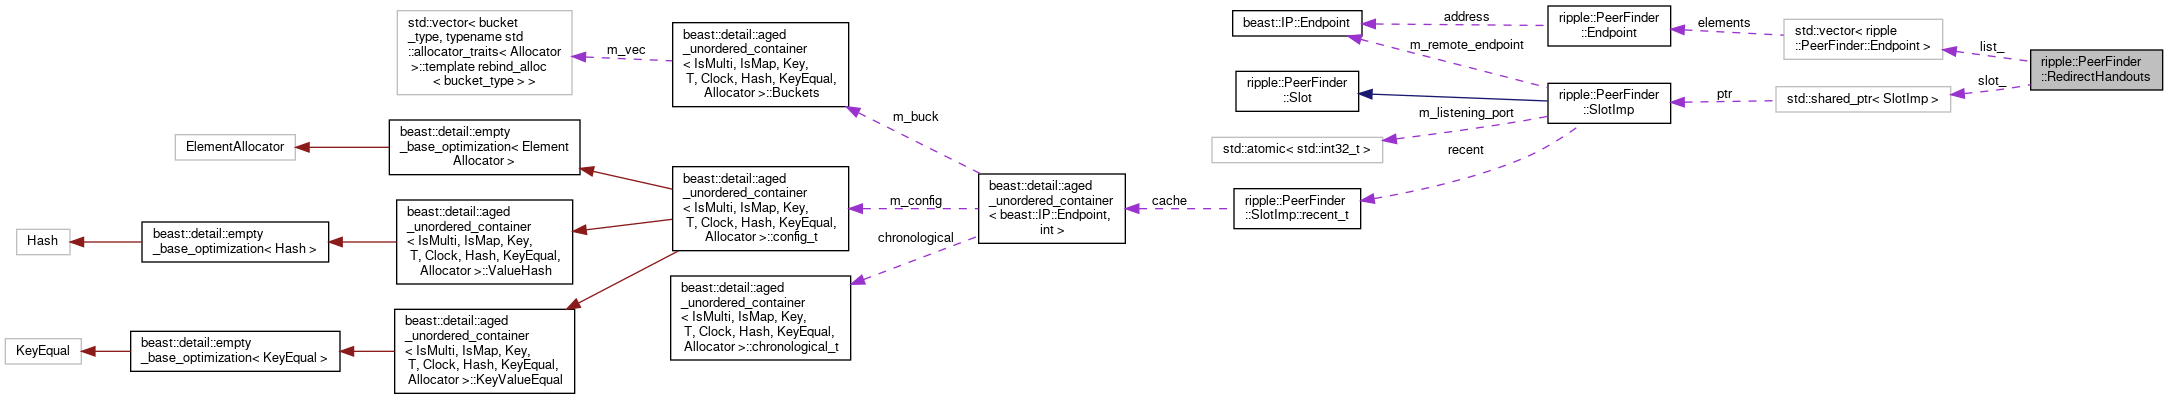 std::vector< bucket
_type, typename std
::allocator_traits< Allocator
>::template rebind_alloc
< bucket_type > >
m_vec
beast::detail::aged
_unordered_container
< IsMulti, IsMap, Key,
T, Clock, Hash, KeyEqual,
Allocator >::Buckets
beast::IP::Endpoint
address
ripple::PeerFinder
::Endpoint
elements
std::vector< ripple
::PeerFinder::Endpoint >
list_
ripple::PeerFinder
::RedirectHandouts
m_remote_endpoint
ripple::PeerFinder
::Slot
ripple::PeerFinder
::SlotImp
ptr
std::shared_ptr< SlotImp >
slot_
m_buck
m_listening_port
std::atomic< std::int32_t >
recent
ElementAllocator
beast::detail::empty
_base_optimization< Element
Allocator >
beast::detail::aged
_unordered_container
< IsMulti, IsMap, Key,
T, Clock, Hash, KeyEqual,
Allocator >::config_t
m_config
beast::detail::aged
_unordered_container
< beast::IP::Endpoint,
int >
cache
ripple::PeerFinder
::SlotImp::recent_t
Hash
beast::detail::empty
_base_optimization< Hash >
beast::detail::aged
_unordered_container
< IsMulti, IsMap, Key,
T, Clock, Hash, KeyEqual,
Allocator >::ValueHash
chronological
beast::detail::aged
_unordered_container
< IsMulti, IsMap, Key,
T, Clock, Hash, KeyEqual,
Allocator >::chronological_t
KeyEqual
beast::detail::empty
_base_optimization< KeyEqual >
beast::detail::aged
_unordered_container
< IsMulti, IsMap, Key,
T, Clock, Hash, KeyEqual,
Allocator >::KeyValueEqual